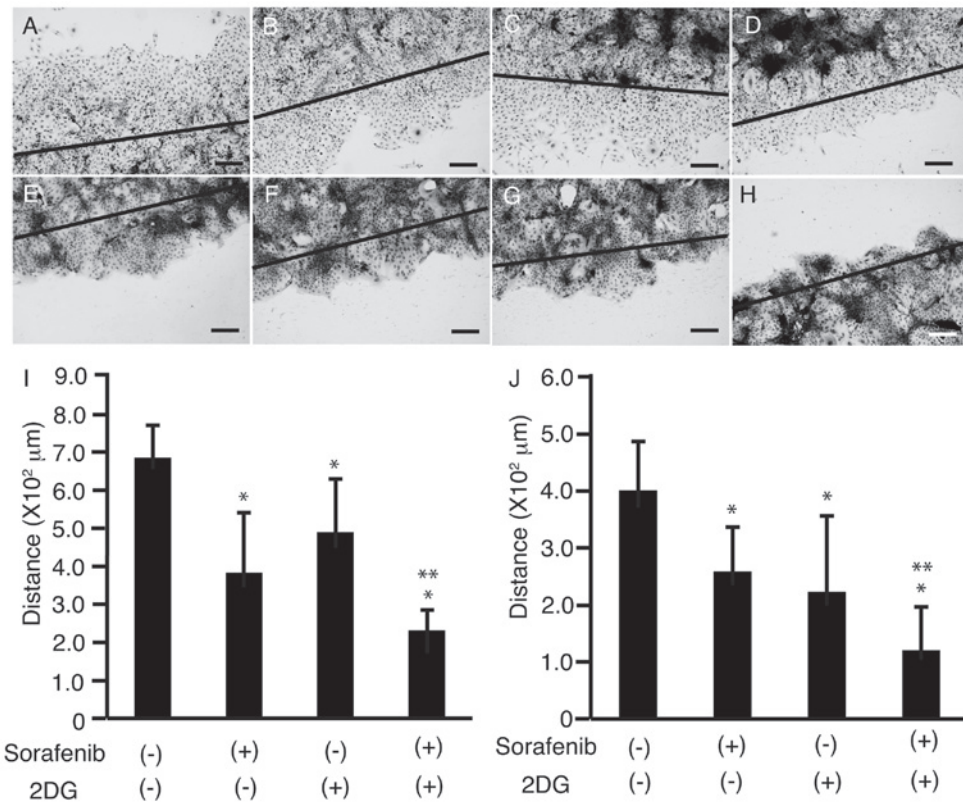 A B C D
E F G H
I J
9.0
8.0
7.0
6.0
5.0
4.0
3.0
2.0
1.0
0
Distance (X10² μm)
* * ** *
Sorafenib (-) (+) (-) (+)
2DG (-) (-) (+) (+)
6.0
5.0
4.0
3.0
2.0
1.0
0
Distance (X10² μm)
* * ** *
Sorafenib (-) (+) (-) (+)
2DG (-) (-) (+) (+)